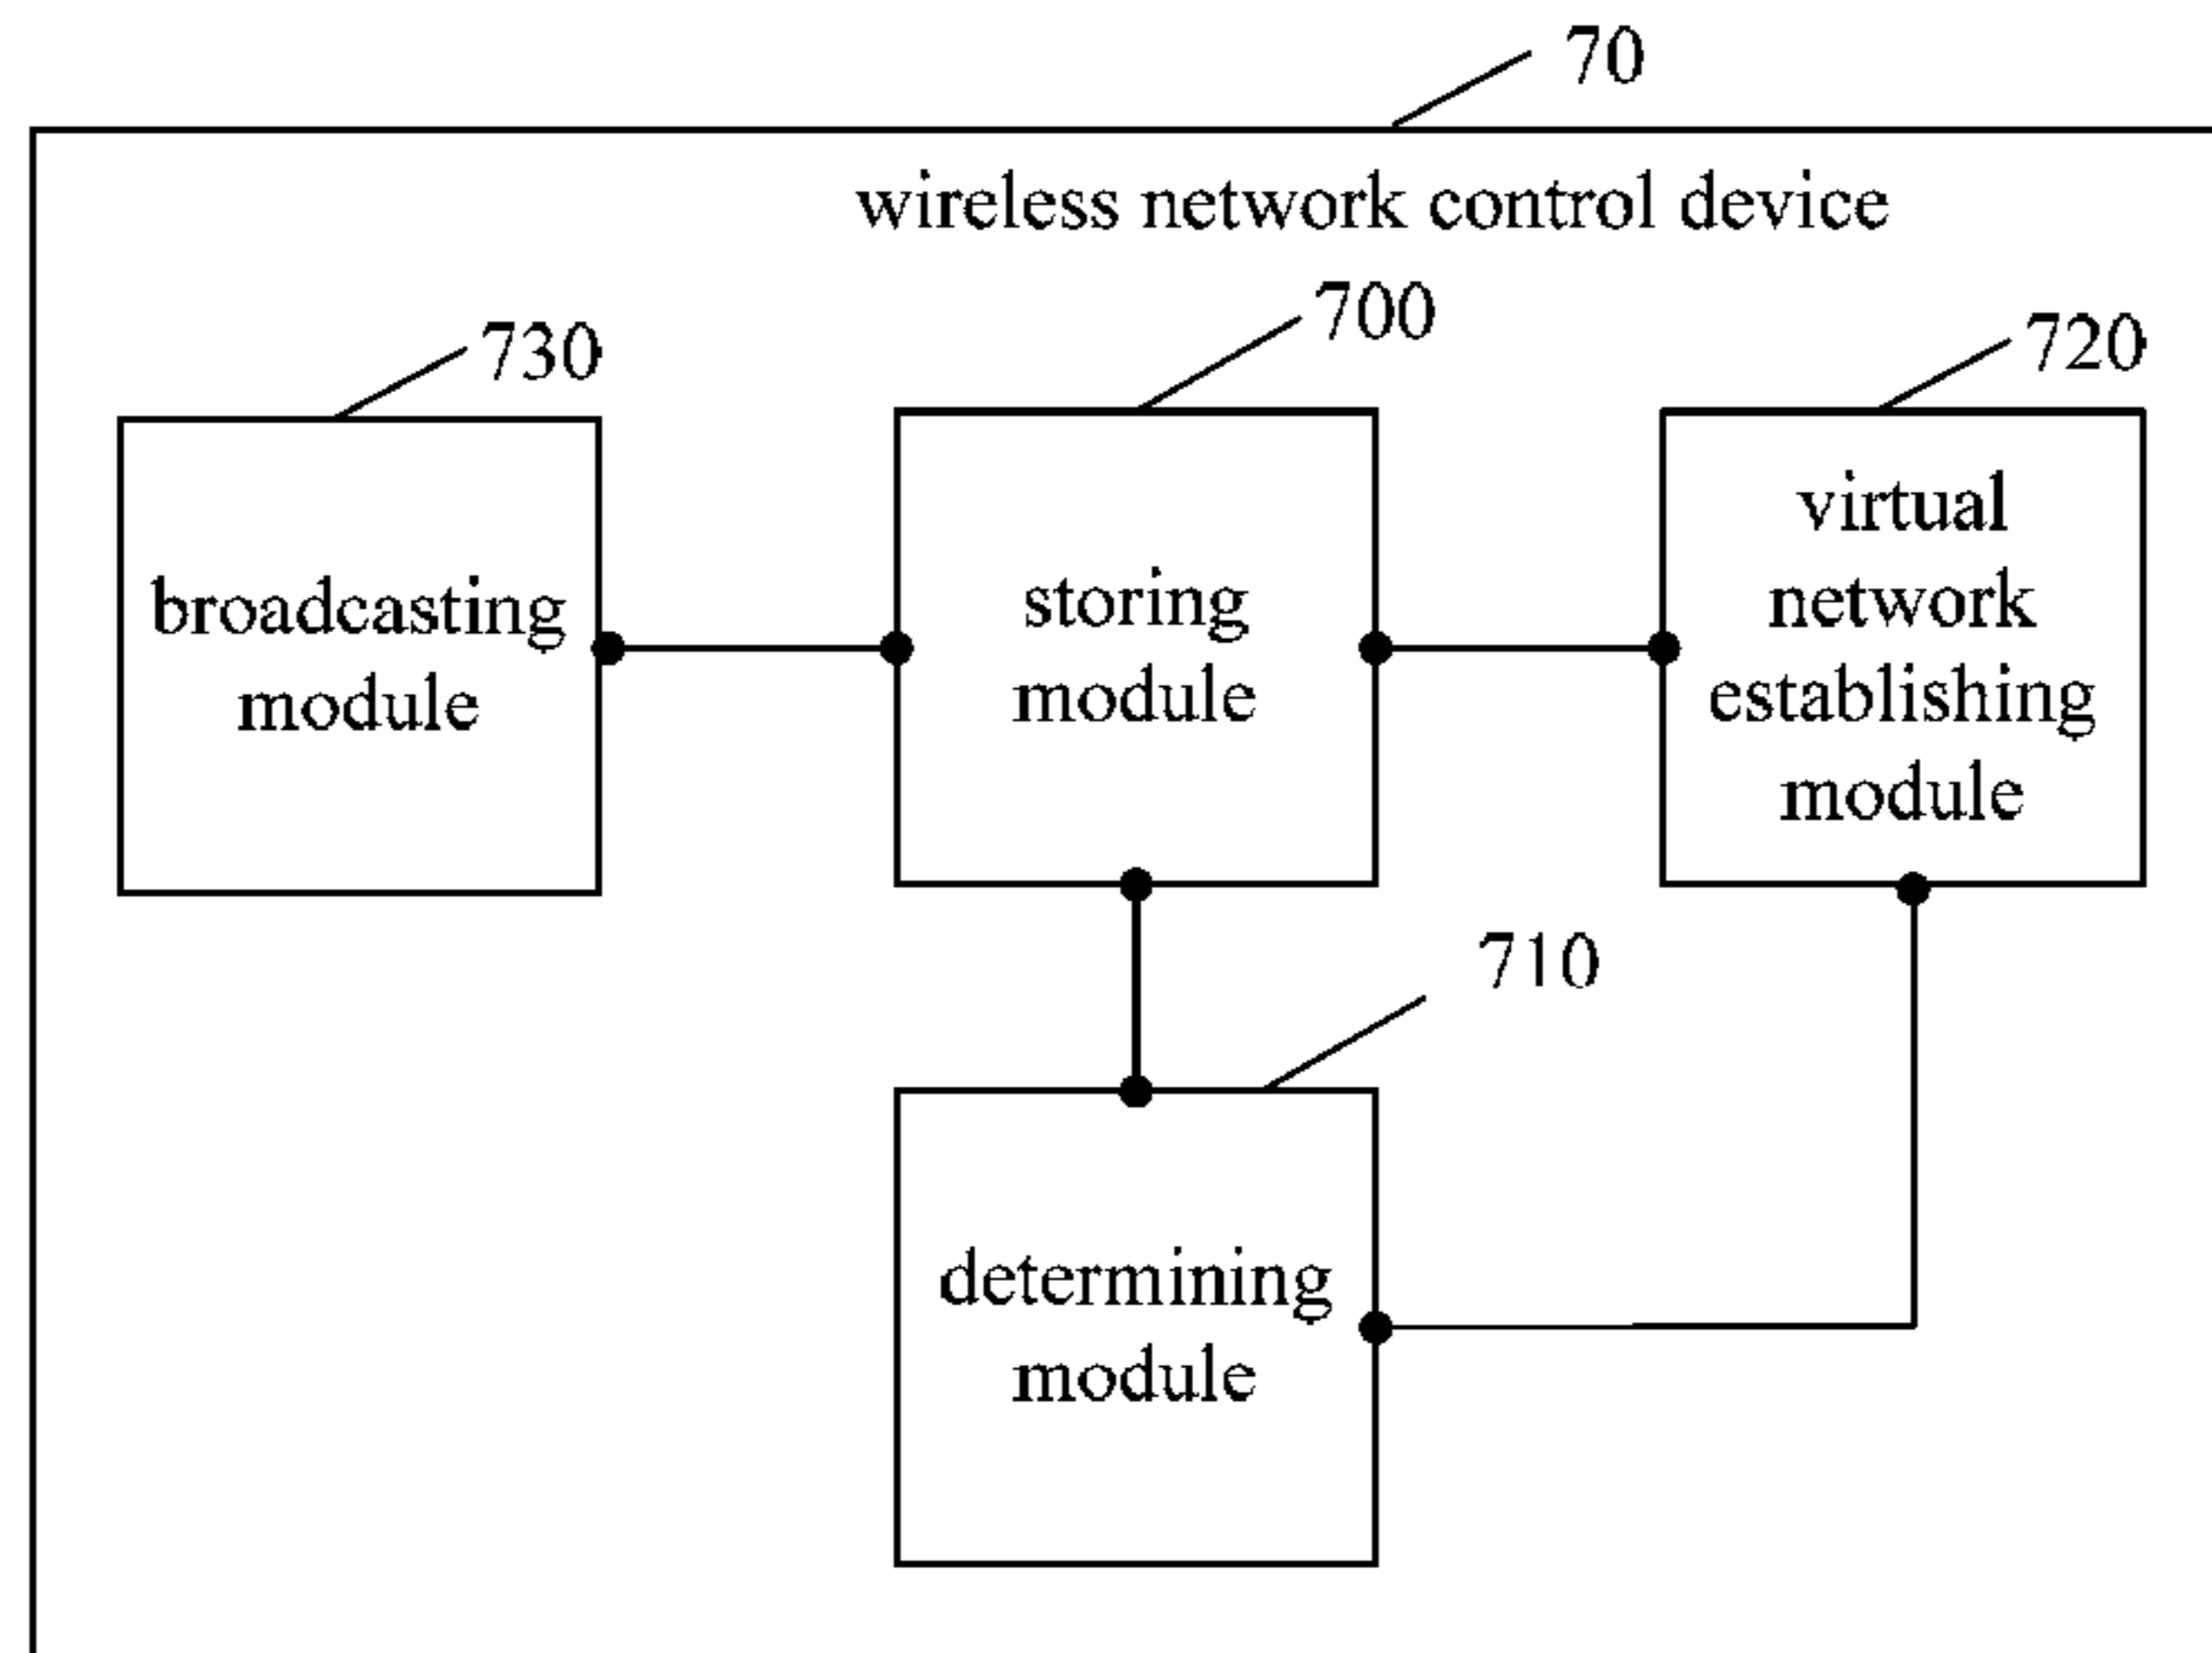 70
wireless network control device
730
700
720
broadcasting
module
storing
module
virtual
network
establishing
module
710
determining
module